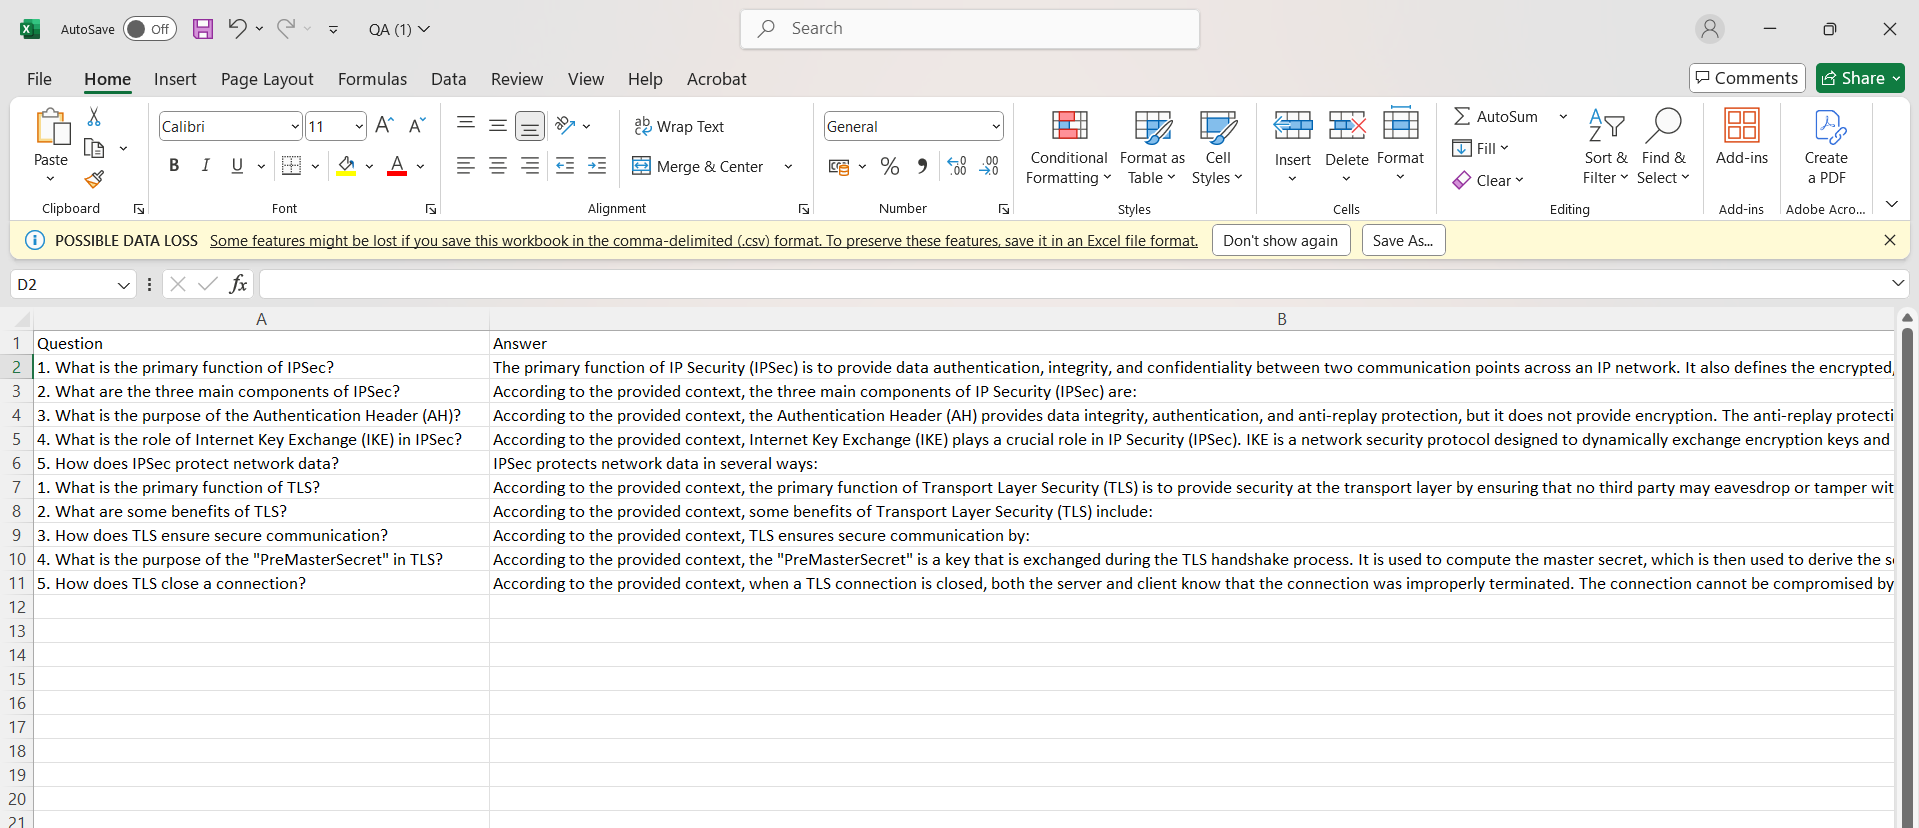 AutoSave Off QA (1) Search
File Home Insert Page Layout Formulas Data Review View Help Acrobat Comments Share
Paste
Clipboard
Calibri 11
B I U A
Font
Wrap Text
Merge & Center
Alignment
General
% .00 .00
Number
Conditional Formatting
Format as Table
Cell Styles
Styles
Insert Delete Format
Cells
AutoSum
Fill
Clear
Sort & Filter
Find & Select
Editing
Add-ins
Add-ins
Create a PDF
Adobe Acro...
POSSIBLE DATA LOSS Some features might be lost if you save this workbook in the comma-delimited (.csv) format. To preserve these features, save it in an Excel file format. Don't show again Save As...
D2 fx
A B
1 Question Answer
2 1. What is the primary function of IPSec? The primary function of IP Security (IPSec) is to provide data authentication, integrity, and confidentiality between two communication points across an IP network. It also defines the encrypted,
3 2. What are the three main components of IPSec? According to the provided context, the three main components of IP Security (IPSec) are:
4 3. What is the purpose of the Authentication Header (AH)? According to the provided context, the Authentication Header (AH) provides data integrity, authentication, and anti-replay protection, but it does not provide encryption. The anti-replay protecti
5 4. What is the role of Internet Key Exchange (IKE) in IPSec? According to the provided context, Internet Key Exchange (IKE) plays a crucial role in IP Security (IPSec). IKE is a network security protocol designed to dynamically exchange encryption keys and
6 5. How does IPSec protect network data? IPSec protects network data in several ways:
7 1. What is the primary function of TLS? According to the provided context, the primary function of Transport Layer Security (TLS) is to provide security at the transport layer by ensuring that no third party may eavesdrop or tamper wit
8 2. What are some benefits of TLS? According to the provided context, some benefits of Transport Layer Security (TLS) include:
9 3. How does TLS ensure secure communication? According to the provided context, TLS ensures secure communication by:
10 4. What is the purpose of the "PreMasterSecret" in TLS? According to the provided context, the "PreMasterSecret" is a key that is exchanged during the TLS handshake process. It is used to compute the master secret, which is then used to derive the s
11 5. How does TLS close a connection? According to the provided context, when a TLS connection is closed, both the server and client know that the connection was improperly terminated. The connection cannot be compromised by
12
13
14
15
16
17
18
19
20
21